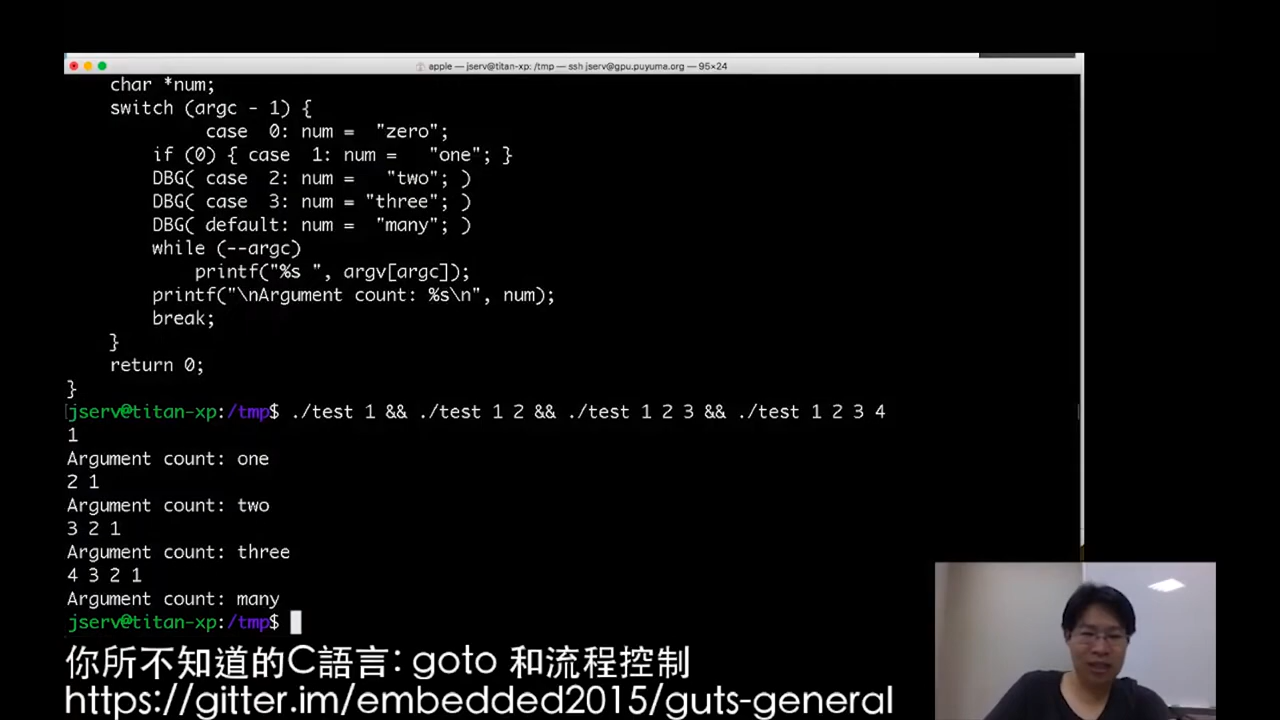 apple — jserv@titan-xp: /tmp — ssh jserv@gpu.puyuma.org — 95×24
char *num;
switch (argc - 1) {
case 0: num = "zero";
if (0) { case 1: num = "one"; }
DBG( case 2: num = "two"; )
DBG( case 3: num = "three"; )
DBG( default: num = "many"; )
while (--argc)
printf("%s ", argv[argc]);
printf("\nArgument count: %s\n", num);
break;
}
return 0;
}
jserv@titan-xp:/tmp$ ./test 1 && ./test 1 2 && ./test 1 2 3 && ./test 1 2 3 4
1
Argument count: one
2 1
Argument count: two
3 2 1
Argument count: three
4 3 2 1
Argument count: many
jserv@titan-xp:/tmp$
你所不知道的C語言: goto 和流程控制
https://gitter.im/embedded2015/guts-general